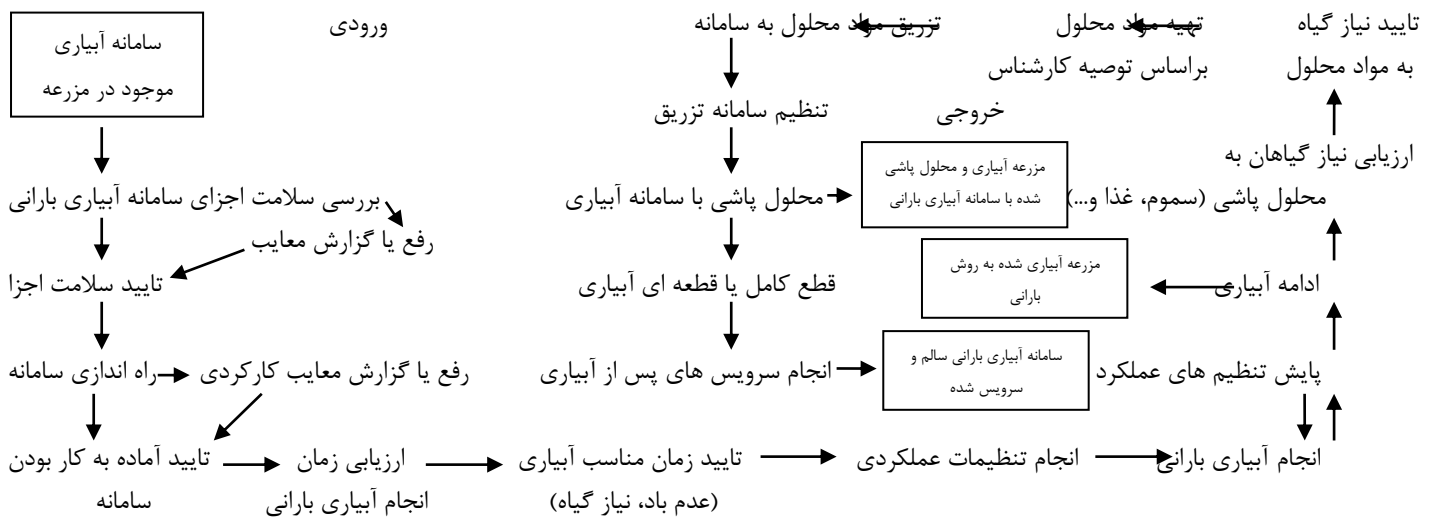 سامانه آبیاری
موجود در مزرعه
ورودی
تزریق مواد محلول به سامانه
تهیه مواد محلول
براساس توصیه کارشناس
تایید نیاز گیاه
به مواد محلول
تنظیم سامانه تزریق
خروجی
ارزیابی نیاز گیاهان به
محلول پاشی (سموم، غذا و...)
مزرعه آبیاری و محلول پاشی
شده با سامانه آبیاری بارانی
محلول پاشی با سامانه آبیاری
بررسی سلامت اجزای سامانه آبیاری بارانی
رفع یا گزارش معایب
تایید سلامت اجزا
قطع کامل یا قطعه ای آبیاری
مزرعه آبیاری شده به روش
بارانی
ادامه آبیاری
راه اندازی سامانه
رفع یا گزارش معایب کارکردی
انجام سرویس های پس از آبیاری
سامانه آبیاری بارانی سالم و
سرویس شده
پایش تنظیم های عملکرد
تایید آماده به کار بودن
سامانه
ارزیابی زمان
انجام آبیاری بارانی
تایید زمان مناسب آبیاری
(عدم باد، نیاز گیاه)
انجام تنظیمات عملکردی
انجام آبیاری بارانی